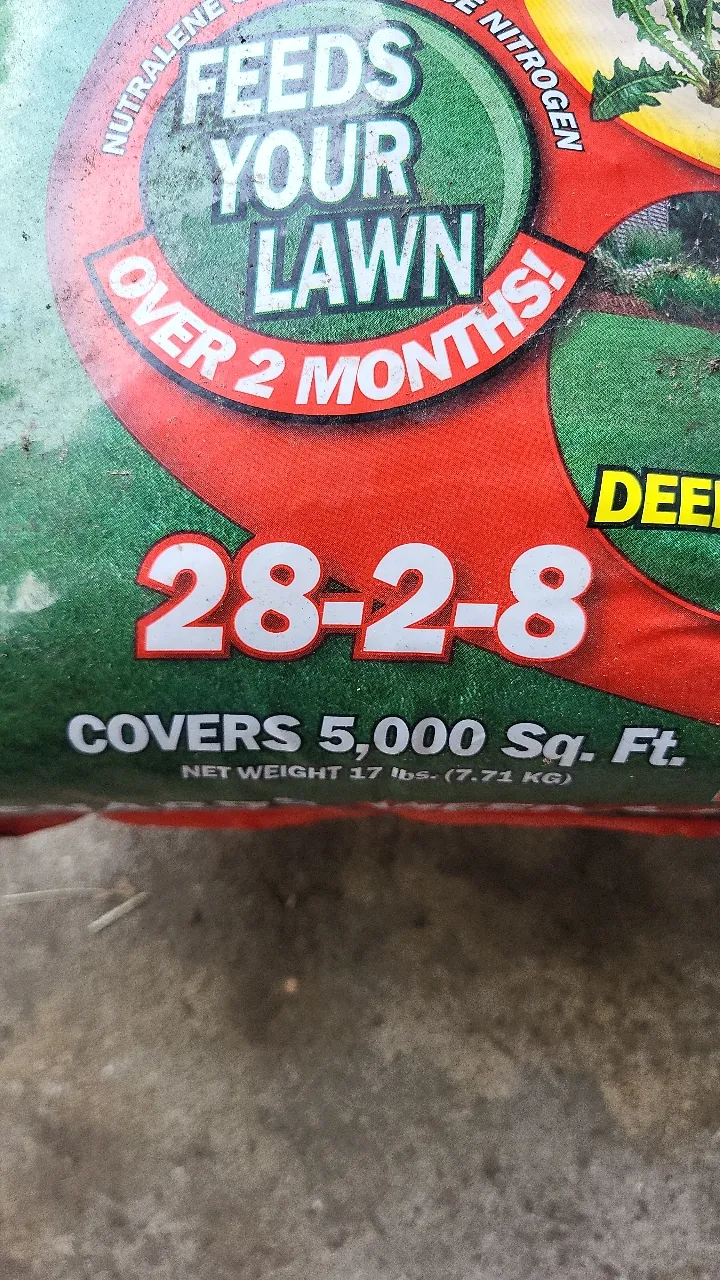 NUTRALENE
NITROGEN
FEEDS
YOUR
LAWN
OVER 2 MONTHS!
28-2-8
COVERS 5,000 Sq. Ft.
NET WEIGHT 17 lbs. (7.71 KG)